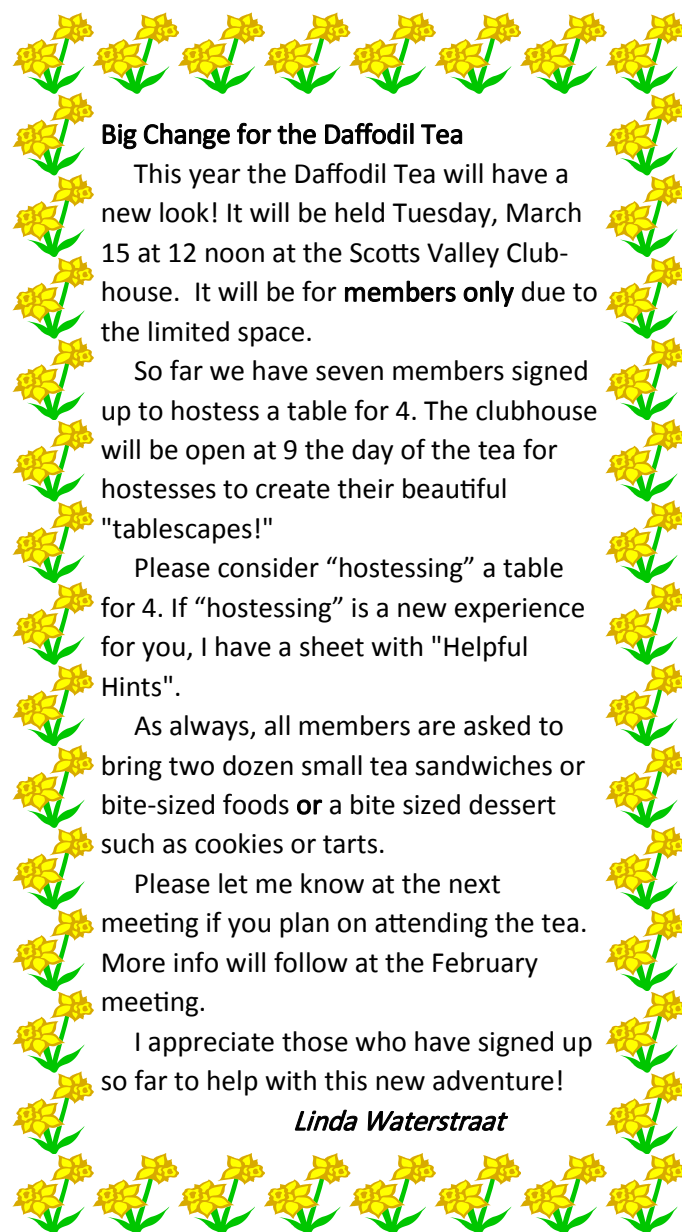 Big Change for the Daffodil Tea
This year the Daffodil Tea will have a
new look! It will be held Tuesday, March
15 at 12 noon at the Scotts Valley Club-
house.  It will be for members only due to
the limited space.
So far we have seven members signed
up to hostess a table for 4. The clubhouse
will be open at 9 the day of the tea for
hostesses to create their beautiful
"tablescapes!"
Please consider “hostessing” a table
for 4. If “hostessing” is a new experience
for you, I have a sheet with "Helpful
Hints".
As always, all members are asked to
bring two dozen small tea sandwiches or
bite-sized foods or a bite sized dessert
such as cookies or tarts.
Please let me know at the next
meeting if you plan on attending the tea.
More info will follow at the February
meeting.
I appreciate those who have signed up
so far to help with this new adventure!
Linda Waterstraat